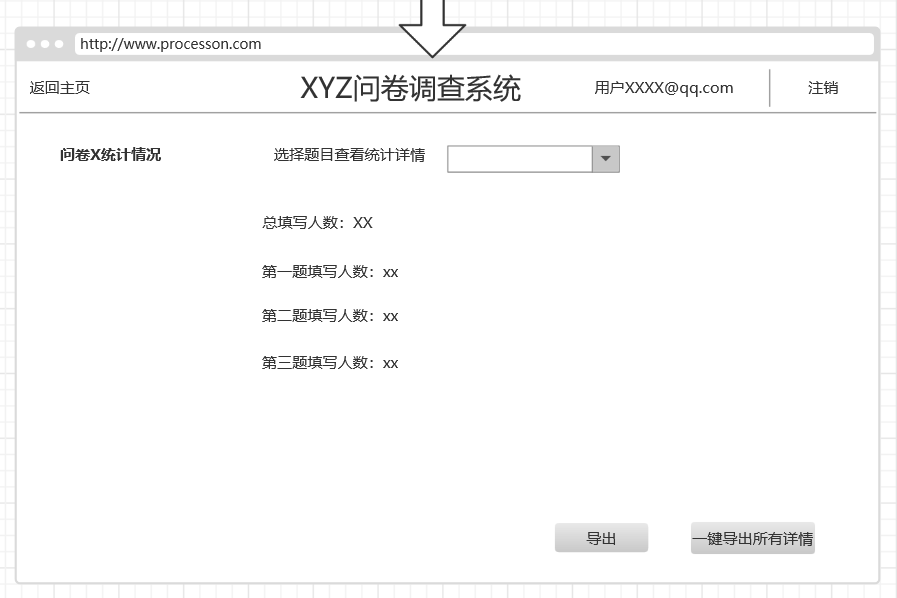 http://www.processon.com
返回主页
XYZ问卷调查系统
用户XXXX@qq.com
注销
问卷X统计情况
选择题目查看统计详情
总填写人数：XX
第一题填写人数：xx
第二题填写人数：xx
第三题填写人数：xx
导出
一键导出所有详情